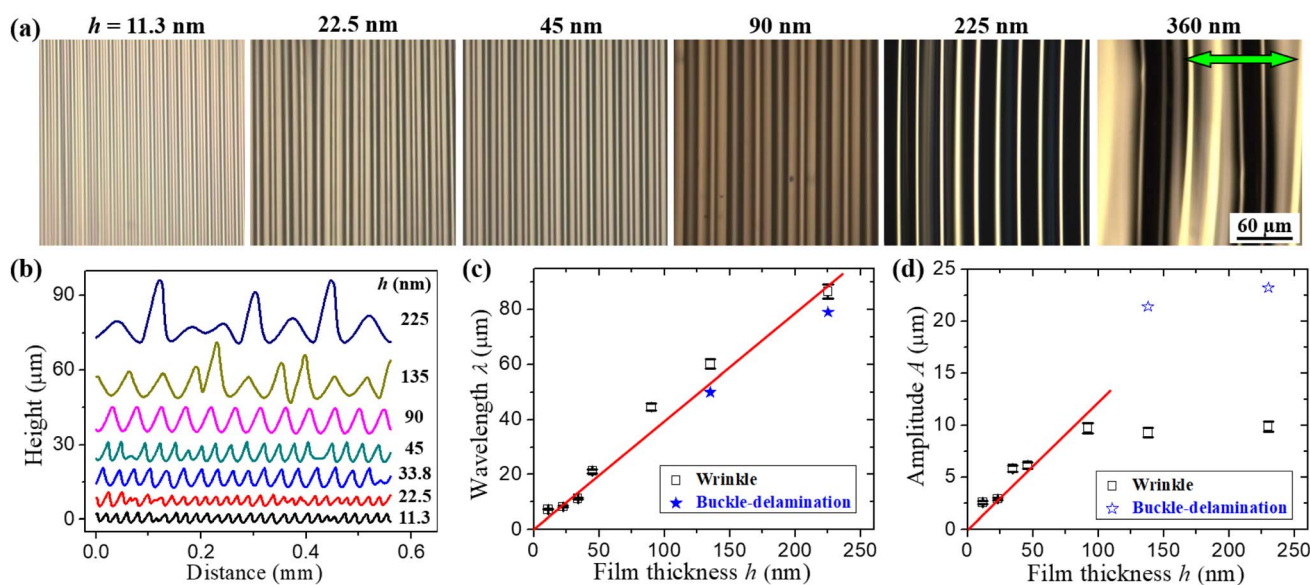 (a)
h = 11.3 nm
22.5 nm
45 nm
90 nm
225 nm
360 nm
60 μm
(b)
h (nm)
225
135
90
45
33.8
22.5
11.3
90
60
30
0
Height (μm)
0.0
0.2
0.4
0.6
Distance (mm)
(c)
80
60
40
20
0
Wavelength λ (μm)
Wrinkle
Buckle-delamination
0
50
100
150
200
250
Film thickness h (nm)
(d)
25
20
15
10
5
0
Amplitude A (μm)
Wrinkle
Buckle-delamination
0
50
100
150
200
250
Film thickness h (nm)